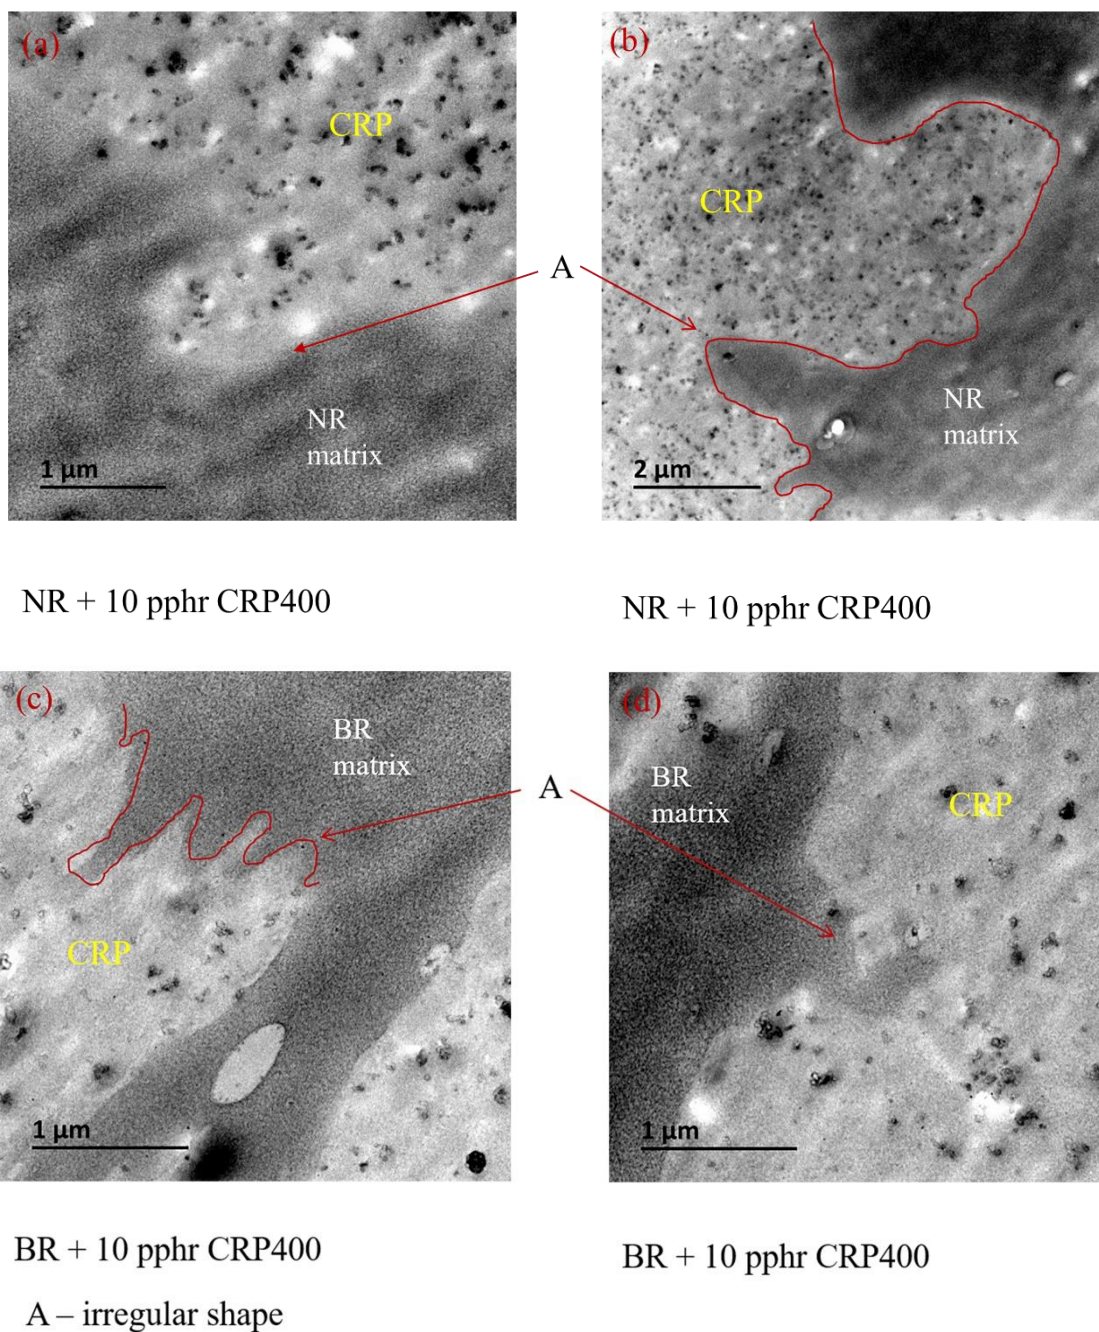 (a)
CRP
NR
matrix
1 μm
(b)
CRP
NR
matrix
2 μm
A
NR + 10 pphr CRP400
NR + 10 pphr CRP400
(c)
BR
matrix
CRP
1 μm
(d)
BR
matrix
CRP
1 μm
A
BR + 10 pphr CRP400
BR + 10 pphr CRP400
A – irregular shape